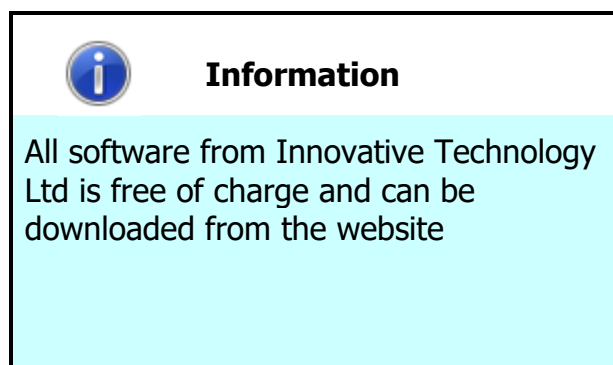 Information
All software from Innovative Technology
Ltd is free of charge and can be
downloaded from the website